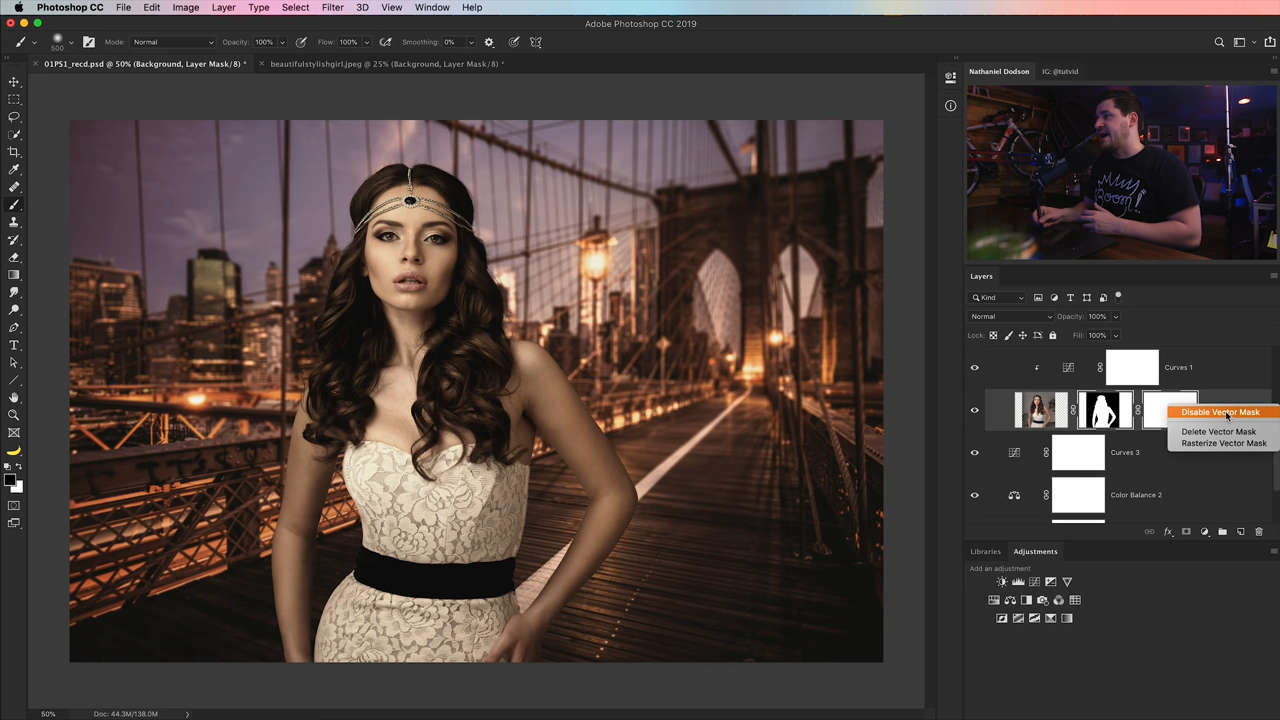 Photoshop CC File Edit Image Layer Type Select Filter 3D View Window Help
Adobe Photoshop CC 2019
500 Mode: Normal Opacity: 100% Flow: 100% Smoothing: 0%
× 01PS1_recd.psd @ 50% (Background, Layer Mask/8) * × beautifulstylishgirl.jpeg @ 25% (Background, Layer Mask/8) *
Nathaniel Dodson IG: @tutvid
BOOM!
Layers
Kind
Normal Opacity: 100%
Lock: Fill: 100%
Curves 1
Disable Vector Mask
Delete Vector Mask
Rasterize Vector Mask
Curves 3
Color Balance 2
fx
Libraries Adjustments
Add an adjustment
50% Doc: 44.3M/138.0M